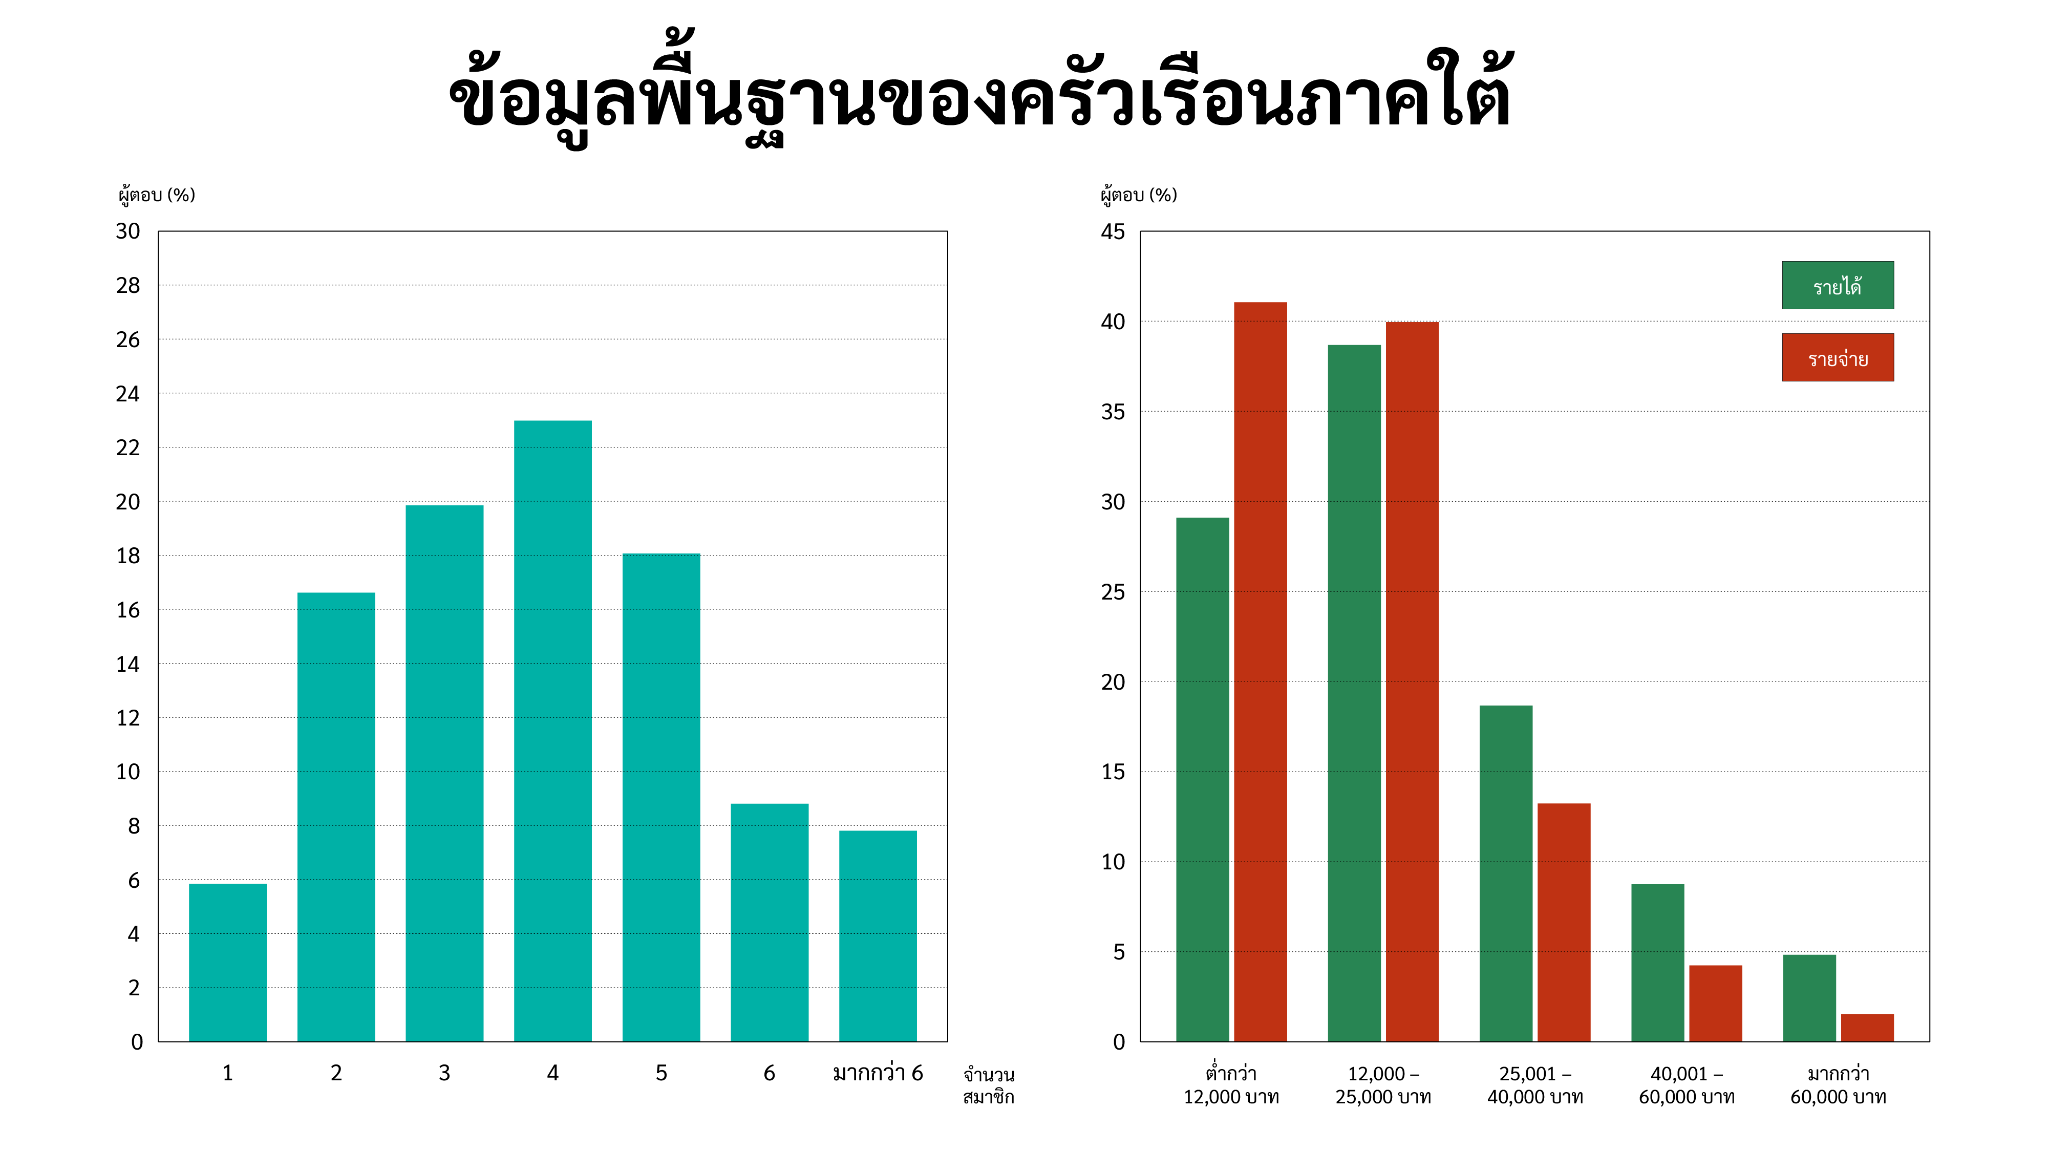 ข้อมูลพื้นฐานของครัวเรือนภาคใต้
ผู้ตอบ (%)
30
28
26
24
22
20
18
16
14
12
10
8
6
4
2
0
1 2 3 4 5 6 มากกว่า 6
จำนวน
สมาชิก
ผู้ตอบ (%)
45
40
35
30
25
20
15
10
5
0
รายได้
รายจ่าย
ต่ำกว่า
12,000 บาท
12,000 –
25,000 บาท
25,001 –
40,000 บาท
40,001 –
60,000 บาท
มากกว่า
60,000 บาท